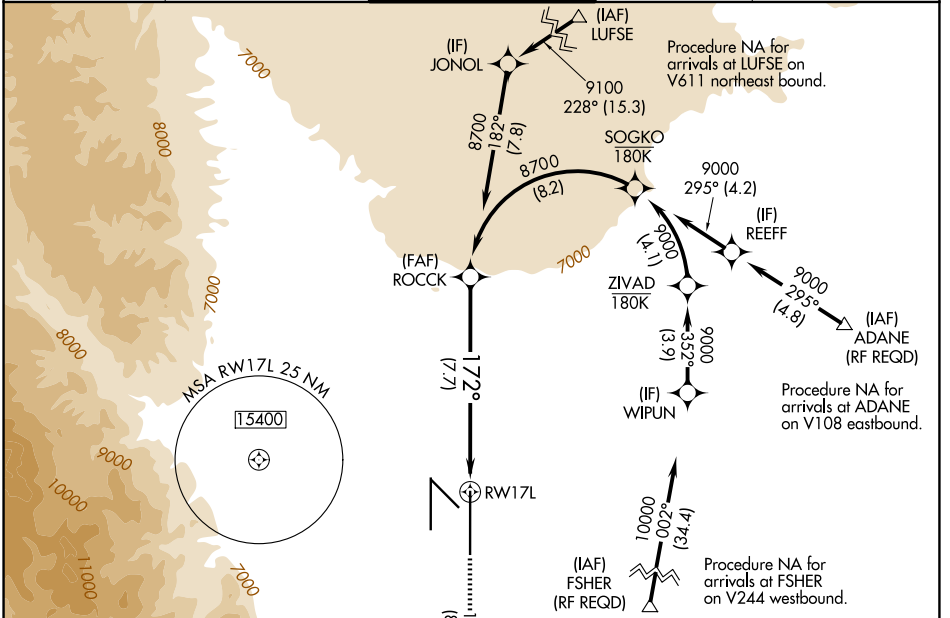 (IAF)
LUFSE
(IF)
JONOL
Procedure NA for
arrivals at LUFSE on
V611 northeast bound.
7000
9100
228° (15.3)
8000
8700
182°
(7.8)
SOGKO
180K
8700
(8.2)
9000
295° (4.2)
(IF)
REEFF
9000
(4.1)
(FAF)
ROCCK
7000
ZIVAD
180K
9000
295°
(4.8)
(IAF)
ADANE
(RF REQD)
7000
8000
172°
(7.7)
9000
352°
(3.9)
(IF)
WIPUN
Procedure NA for
arrivals at ADANE
on V108 eastbound.
MSA RW17L 25 NM
15400
9000
10000
RW17L
11000
7000
10000
002°
(34.4)
(IAF)
FSHER
(RF REQD)
Procedure NA for
arrivals at FSHER
on V244 westbound.